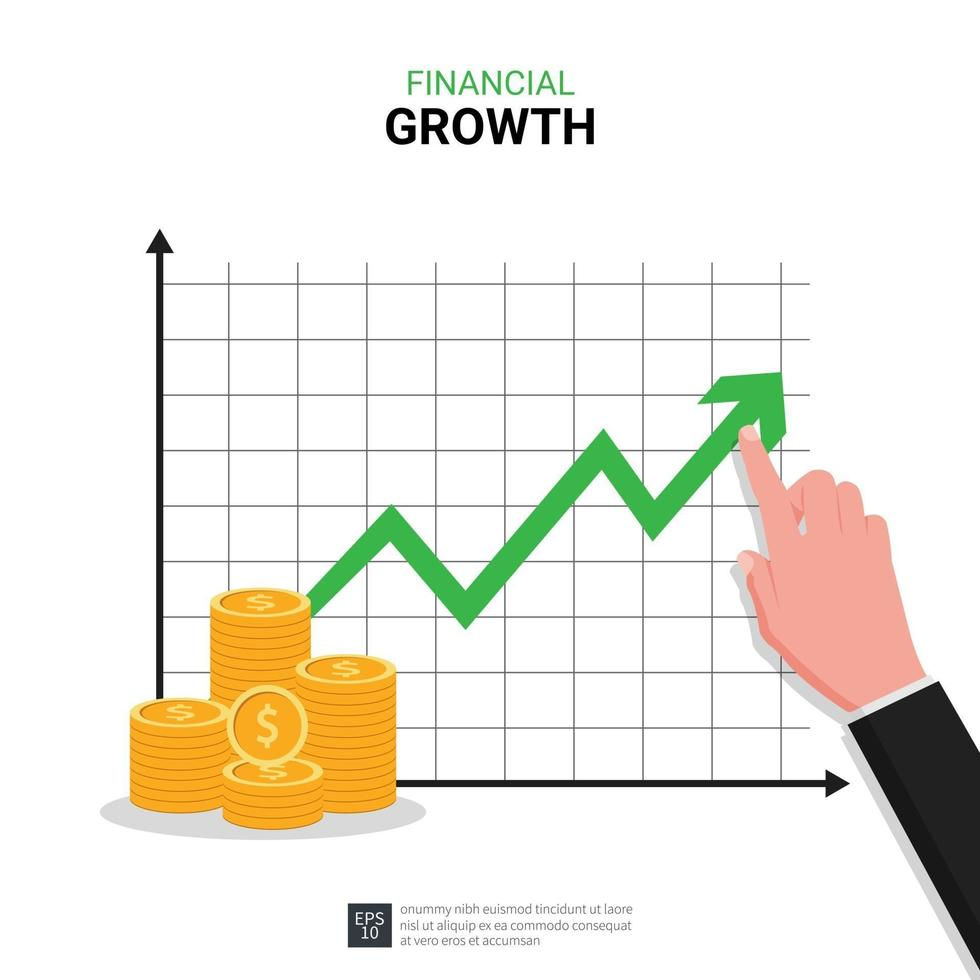 FINANCIAL
GROWTH
$
$
$
$
$
EPS
10
onummy nibh euismod tincidunt ut laore
nisl ut aliquip ex ea commodo consequat
at vero eros et accumsan